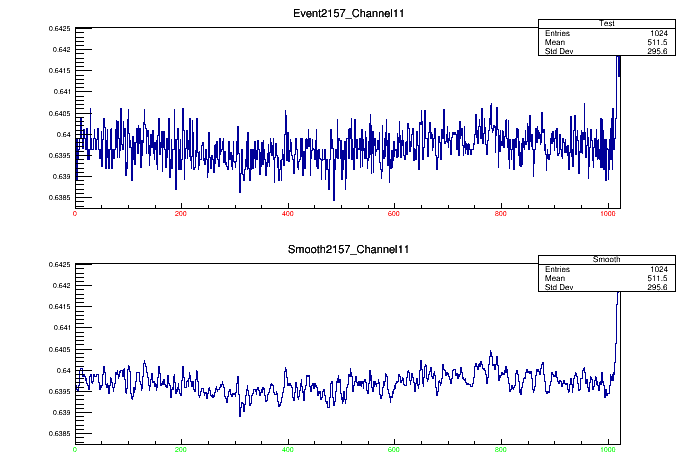 Event2157_Channel11
Test
Entries 1024
Mean 511.5
Std Dev 295.6
0.6425
0.642
0.6415
0.641
0.6405
0.64
0.6395
0.639
0.6385
0 200 400 600 800 1000
Smooth2157_Channel11
Smooth
Entries 1024
Mean 511.5
Std Dev 295.6
0.6425
0.642
0.6415
0.641
0.6405
0.64
0.6395
0.639
0.6385
0 200 400 600 800 1000